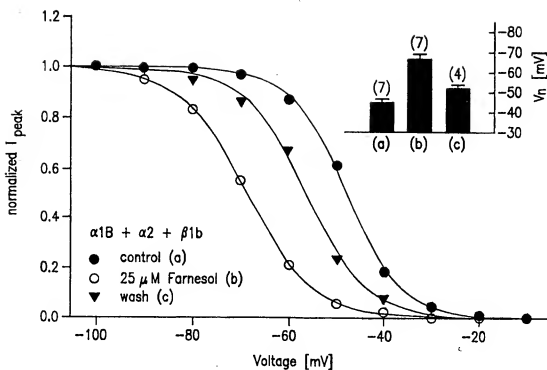 normalized I peak
1.2
1.0
0.8
0.6
0.4
0.2
0.0
−100
−80
−60
−40
−20
Voltage [mV]
α1B + α2 + β1b
control (a)
25 μM Farnesol (b)
wash (c)
(7)
(7)
(4)
(a)
(b)
(c)
−80
−70
−60
−50
−40
−30
Vh [mV]